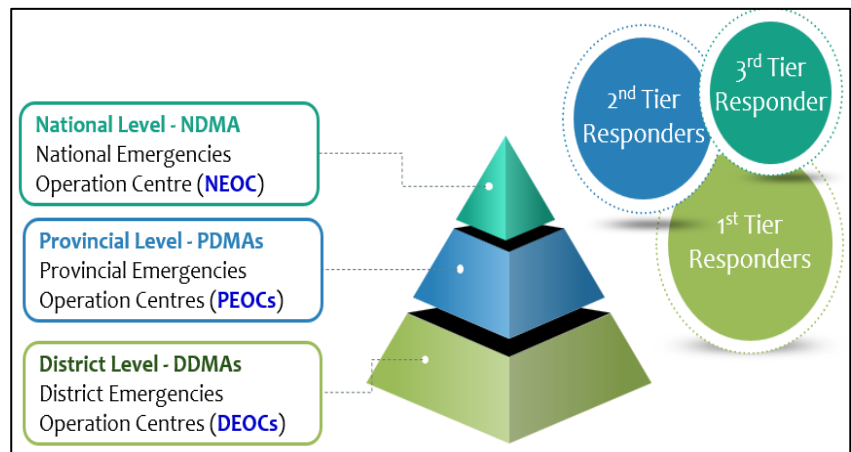 National Level - NDMA
National Emergencies
Operation Centre (NEOC)
Provincial Level - PDMAs
Provincial Emergencies
Operation Centres (PEOCs)
District Level - DDMAs
District Emergencies
Operation Centres (DEOCs)
2nd Tier
Responders
3rd Tier
Responder
1st Tier
Responders